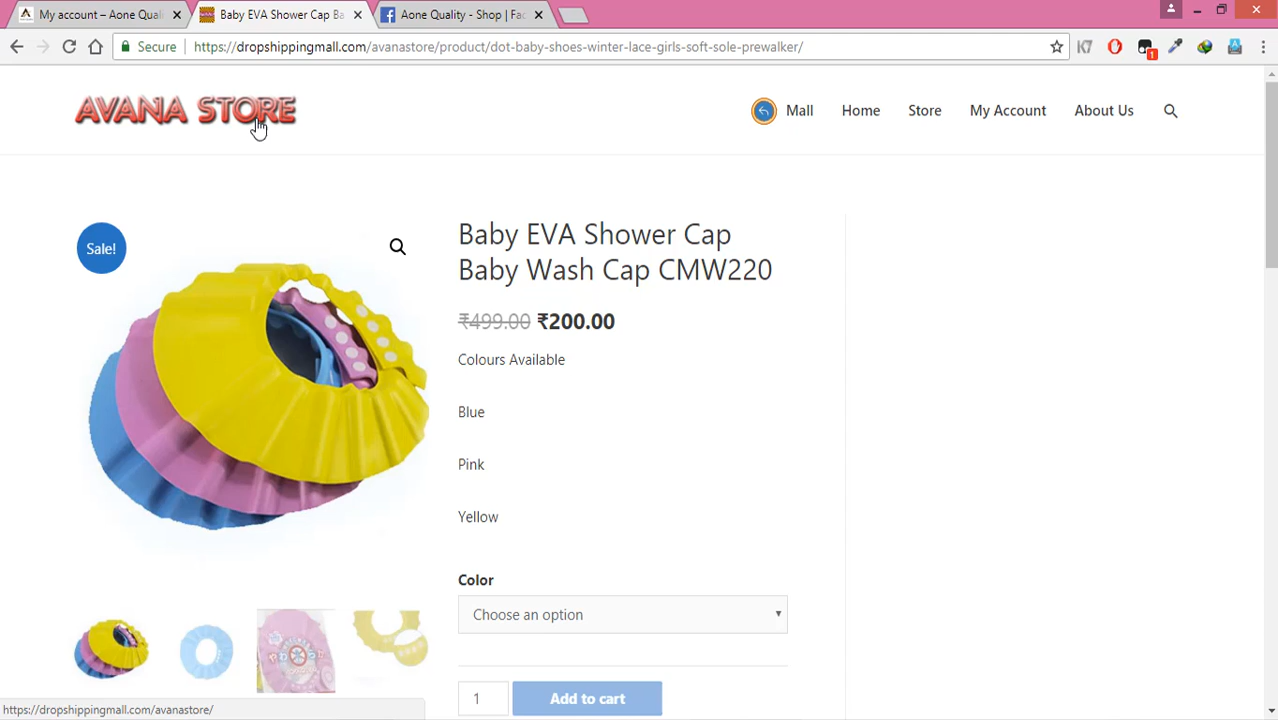 My account – Aone Quali
Baby EVA Shower Cap Ba
Aone Quality – Shop | Fac
Secure
https://dropshippingmall.com/avanastore/product/dot-baby-shoes-winter-lace-girls-soft-sole-prewalker/
K7
1
AVANA STORE
Mall
Home
Store
My Account
About Us
Sale!
Baby EVA Shower Cap
Baby Wash Cap CMW220
₹499.00 ₹200.00
Colours Available
Blue
Pink
Yellow
Color
Choose an option
1
Add to cart
https://dropshippingmall.com/avanastore/